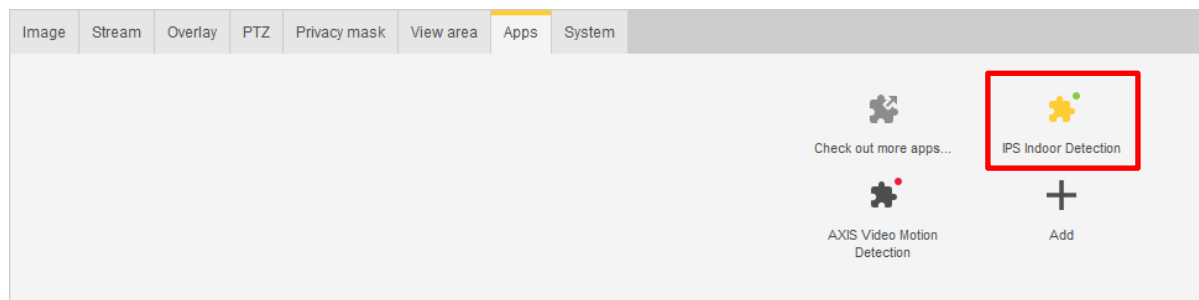 Image
Stream
Overlay
PTZ
Privacy mask
View area
Apps
System
Check out more apps...
IPS Indoor Detection
AXIS Video Motion
Detection
Add